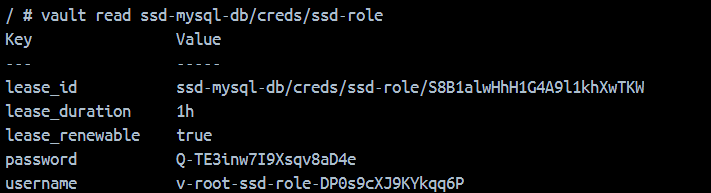 / # vault read ssd-mysql-db/creds/ssd-role
Key                Value
---                -----
lease_id           ssd-mysql-db/creds/ssd-role/S8B1alwHhH1G4A9l1khXwTKW
lease_duration     1h
lease_renewable    true
password           Q-TE3inw7I9Xsqv8aD4e
username           v-root-ssd-role-DP0s9cXJ9KYkqq6P